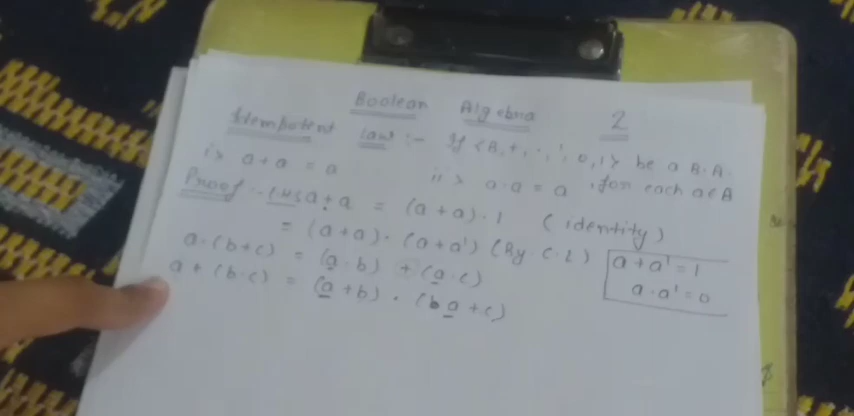 Boolean Algebra 2
Idempotent law :- If <B, +, ·, ', 0, 1> be a B.A.
i> a + a = a ii> a · a = a , for each a ∈ B
Proof - LHS a + a = (a + a) · 1 (identity)
= (a + a) · (a + a') (By C.L) a + a' = 1
a · (b + c) = (a · b) + (a · c) a · a' = 0
a + (b · c) = (a + b) · (b a + c)